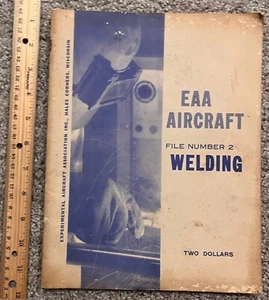 EAA
AIRCRAFT
FILE NUMBER 2
WELDING
TWO DOLLARS
EXPERIMENTAL AIRCRAFT ASSOCIATION INC., HALES CORNERS, WISCONSIN